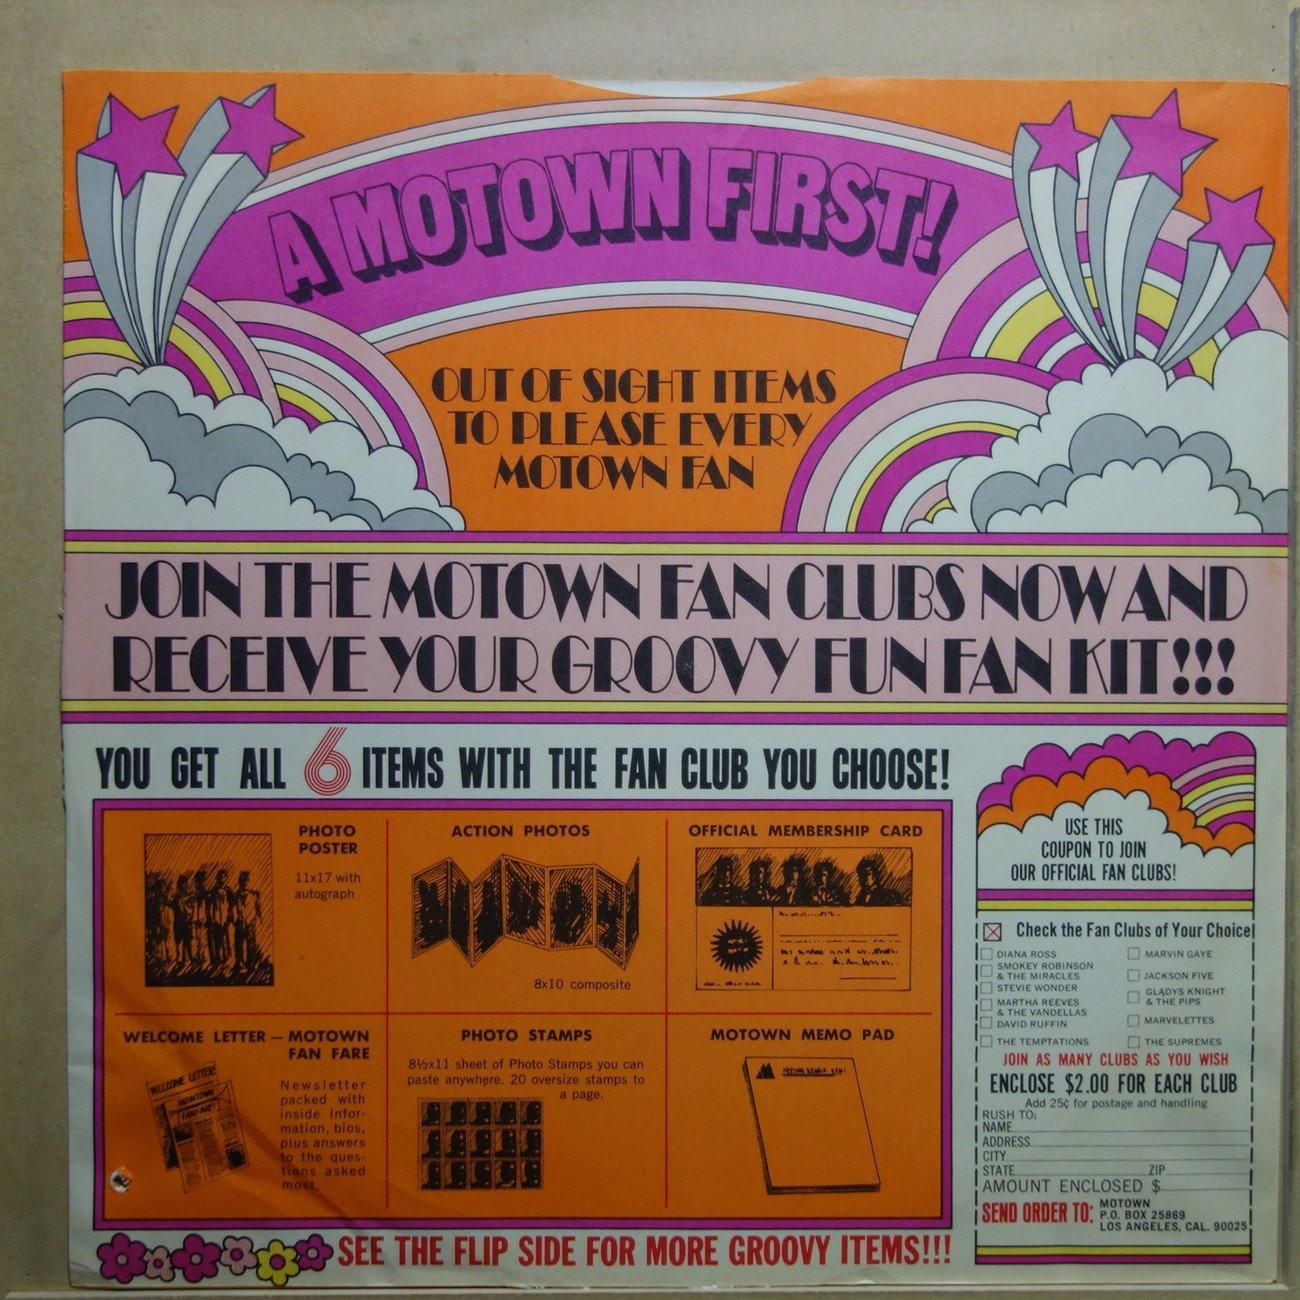 A MOTOWN FIRST!
OUT OF SIGHT ITEMS
TO PLEASE EVERY
MOTOWN FAN
JOIN THE MOTOWN FAN CLUBS NOW AND
RECEIVE YOUR GROOVY FUN FAN KIT!!!
YOU GET ALL 6 ITEMS WITH THE FAN CLUB YOU CHOOSE!
PHOTO
POSTER
11x17 with
autograph
ACTION PHOTOS
8x10 composite
OFFICIAL MEMBERSHIP CARD
WELCOME LETTER — MOTOWN
FAN FARE
WELCOME LETTER!
MOWTOWN
FAN FARE!
Newsletter
packed with
inside infor-
mation, bios,
plus answers
to the ques-
tions asked
most.
PHOTO STAMPS
8½x11 sheet of Photo Stamps you can
paste anywhere. 20 oversize stamps to
a page.
MOTOWN MEMO PAD
USE THIS
COUPON TO JOIN
OUR OFFICIAL FAN CLUBS!
Check the Fan Clubs of Your Choice
DIANA ROSS
SMOKEY ROBINSON
& THE MIRACLES
STEVIE WONDER
MARTHA REEVES
& THE VANDELLAS
DAVID RUFFIN
THE TEMPTATIONS
MARVIN GAYE
JACKSON FIVE
GLADYS KNIGHT
& THE PIPS
MARVELETTES
THE SUPREMES
JOIN AS MANY CLUBS AS YOU WISH
ENCLOSE $2.00 FOR EACH CLUB
Add 25¢ for postage and handling
RUSH TO:
NAME
ADDRESS
CITY
STATE ZIP
AMOUNT ENCLOSED $
SEND ORDER TO: MOTOWN
P.O. BOX 25869
LOS ANGELES, CAL. 90025
SEE THE FLIP SIDE FOR MORE GROOVY ITEMS!!!